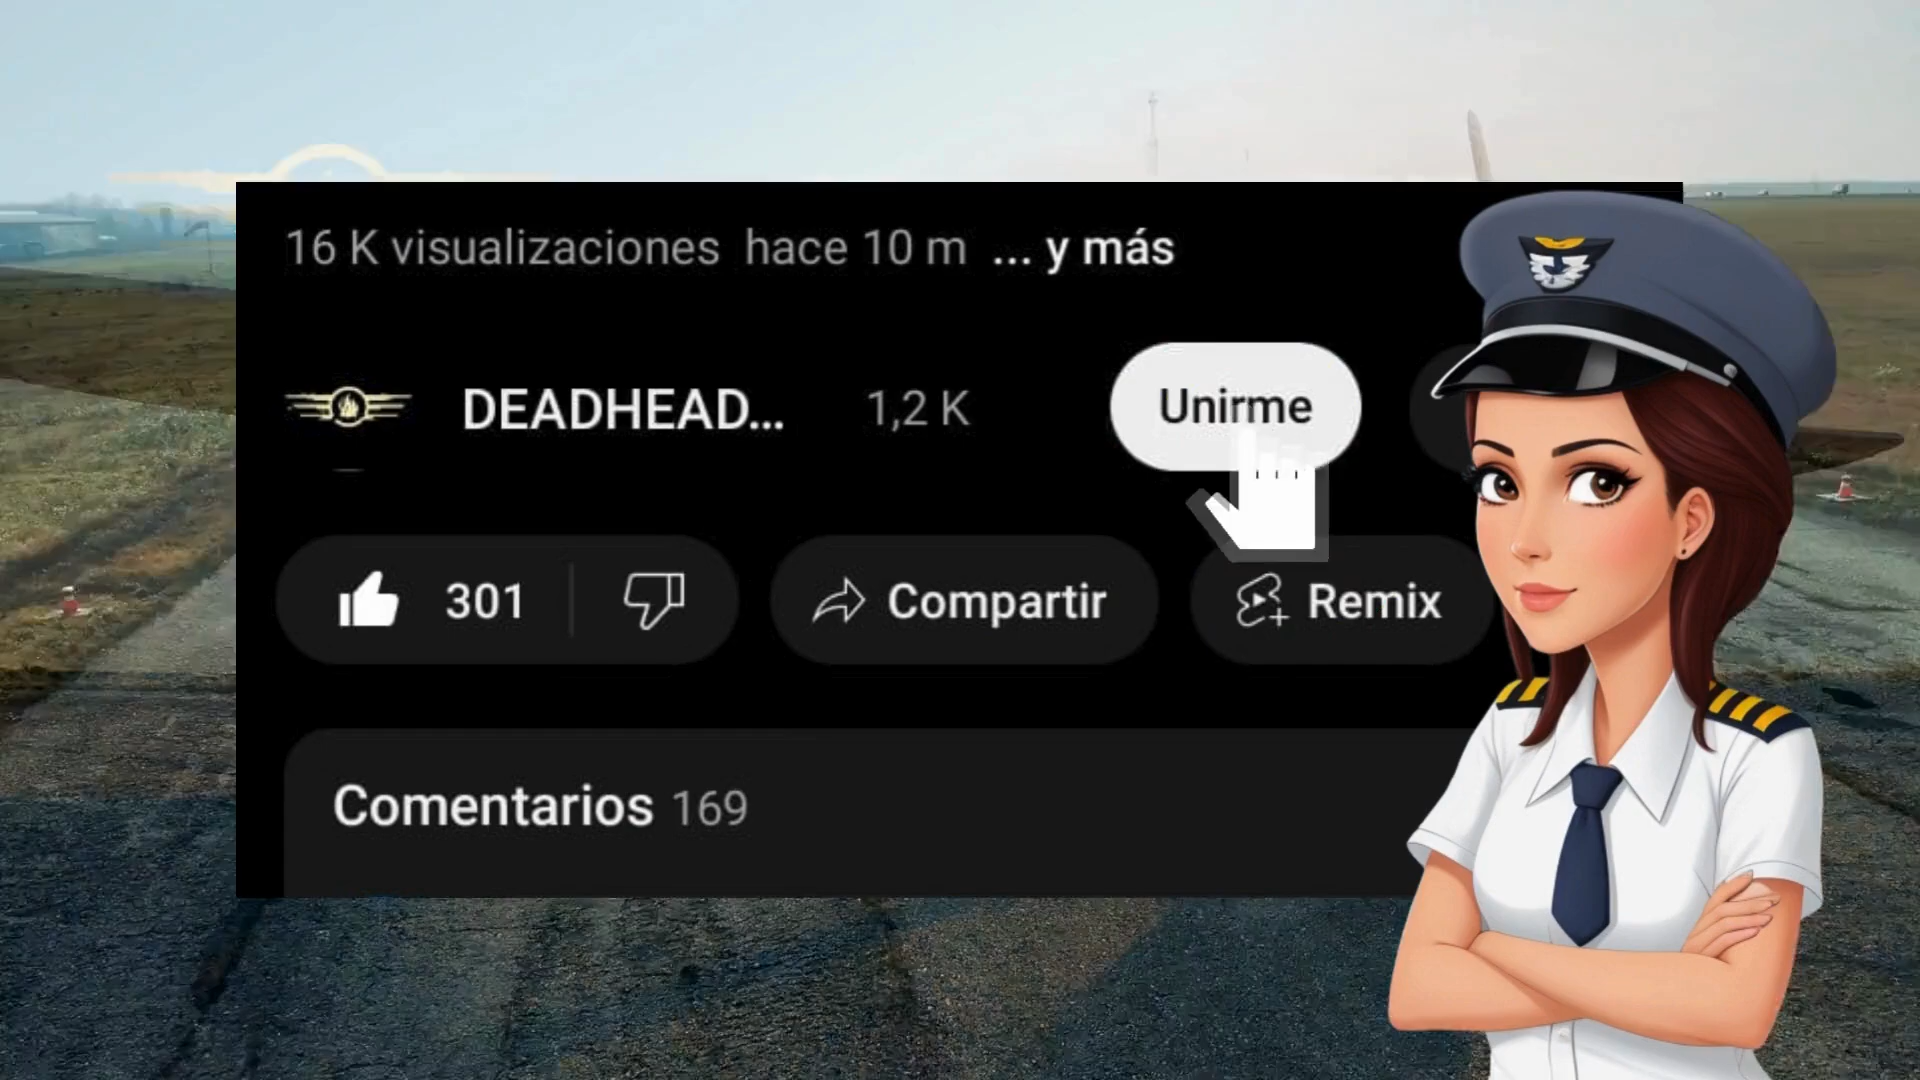 16 K visualizaciones hace 10 m ... y más
DEADHEAD... 1,2 K Unirme
301 Compartir Remix
Comentarios 169